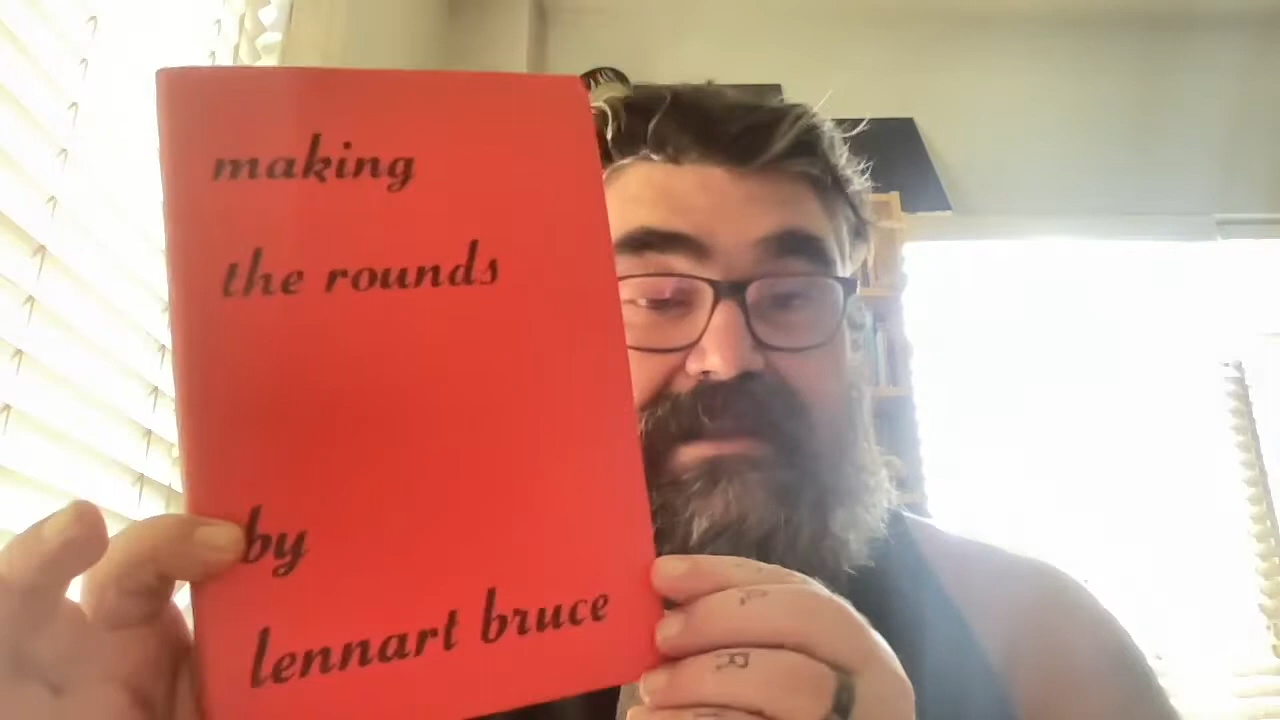 making
the rounds
by
lennart bruce
R